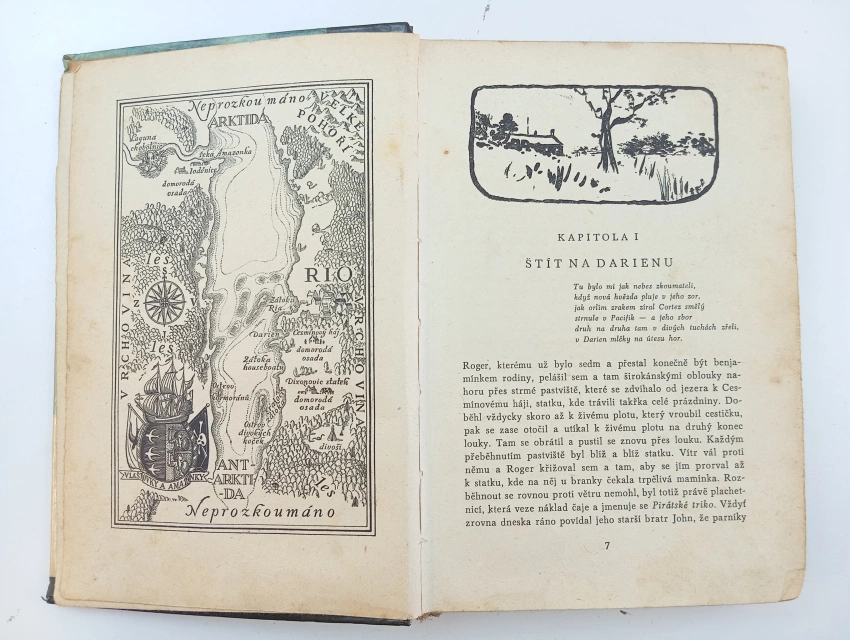 Neprozkoumáno
ARKTIDA
VELKÉ
POHOŘÍ
Laguna
chobotnic
řeka Amazonka
loděnice
domorodá
osada
les
VRCHOVINA
S
Z
V
J
les
RIO
Zátoka
Ria
Darien
Cesmínový háj
domorodá
osada
Zátoka
houseboatu
Dixonovic statek
domorodá
osada
Ostrov
kormoránů
Ostrov
divokých
koček
divoši
VRCHOVINA
VRCHOVINA
VLAŠTOVKY A AMAZONKY
ANT-
ARKTI-
DA
les
Neprozkoumáno
KAPITOLA I
ŠTÍT NA DARIENU
Tu bylo mi jak nebes zkoumateli,
když nová hvězda pluje v jeho zor,
jak orlím zrakem zíral Cortez smělý
strnule v Pacifik — a jeho sbor
druh na druha tam v divých tuchách zřeli,
v Darien mlčky na útesu hor.
Roger, kterému už bylo sedm a přestal konečně být benja-
mínkem rodiny, pelášil sem a tam širokánskými oblouky na-
horu přes strmé pastviště, které se zdvíhalo od jezera k Ces-
mínovému háji, statku, kde trávili takřka celé prázdniny. Do-
běhl vždycky skoro až k živému plotu, který vroubil cestičku,
pak se zase otočil a utíkal k živému plotu na druhý konec
louky. Tam se obrátil a pustil se znovu přes louku. Každým
přeběhnutím pastviště byl blíž a blíž statku. Vítr vál proti
němu a Roger křižoval sem a tam, aby se jím prorval až
k statku, kde na něj u branky čekala trpělivá maminka. Roz-
běhnout se rovnou proti větru nemohl, byl totiž právě plachet-
nicí, která veze náklad čaje a jmenuje se Pirátské triko. Vždyť
zrovna dneska ráno povídal jeho starší bratr John, že parníky
7